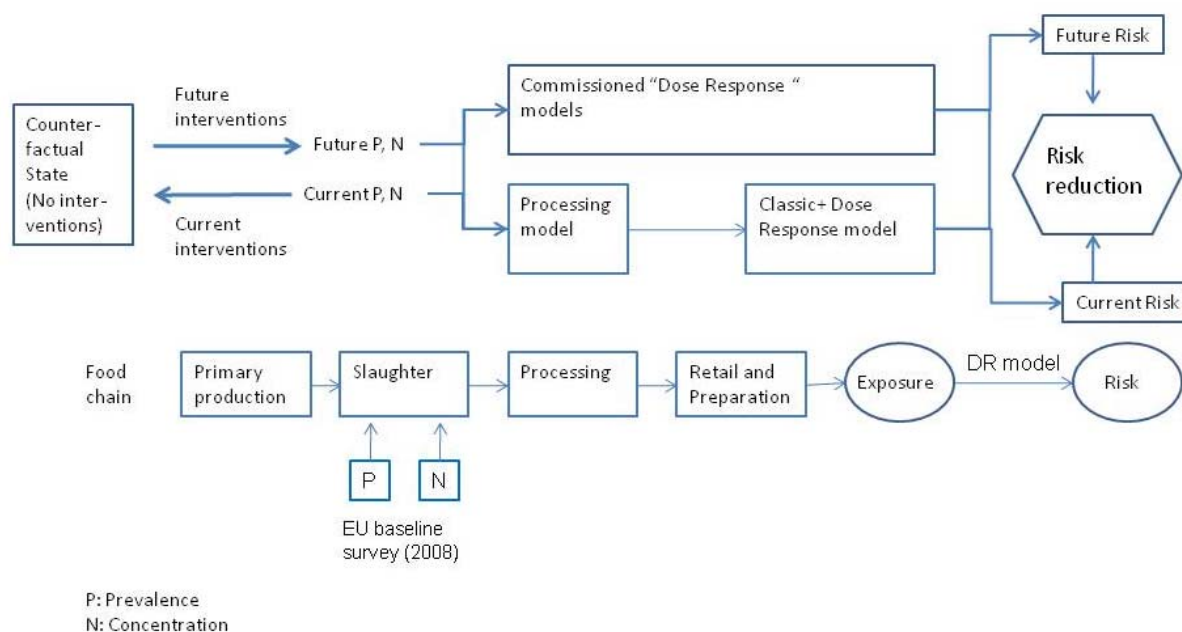 Counter-
factual
State
(No inter-
ventions)
Future
interventions
Current
interventions
Future P, N
Current P, N
Commissioned "Dose Response "
models
Processing
model
Classic+ Dose
Response model
Future Risk
Risk
reduction
Current Risk
Food
chain
Primary
production
Slaughter
Processing
Retail and
Preparation
Exposure
DR model
Risk
P
N
EU baseline
survey (2008)
P: Prevalence
N: Concentration